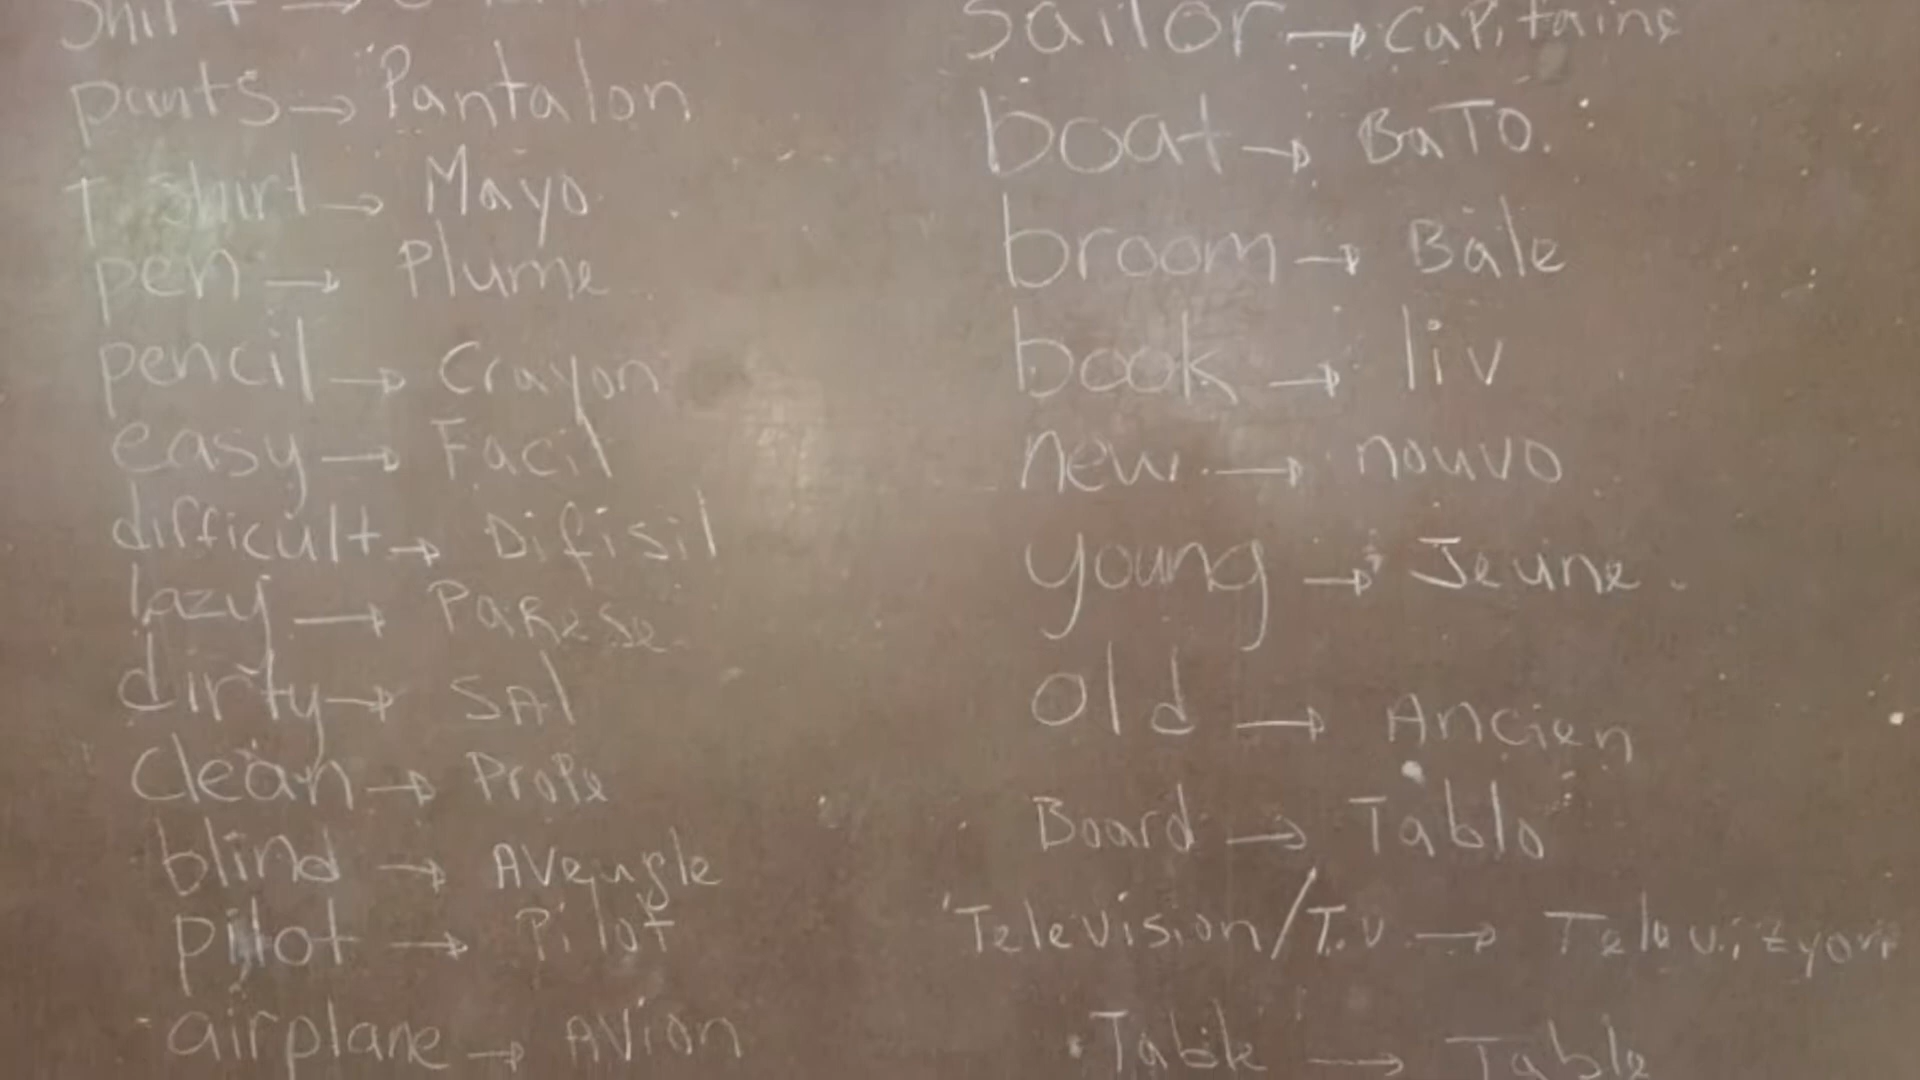 Shirt →
pants → Pantalon
T shirt → Mayo
pen → Plume
pencil → Crayon
easy → Facil
difficult → Difisil
lazy → PaResse
dirty → SAl
clean → Prope
blind → AVeugle
pilot → Pilot
airplane → AVion
Sailor → CaPitaine
boat → BaTO.
broom → Bale
book → liv
new → nouvo
young → Jeune.
old → Ancien
Board → Tablo
Television/T.v → Televizyon
Table → Table